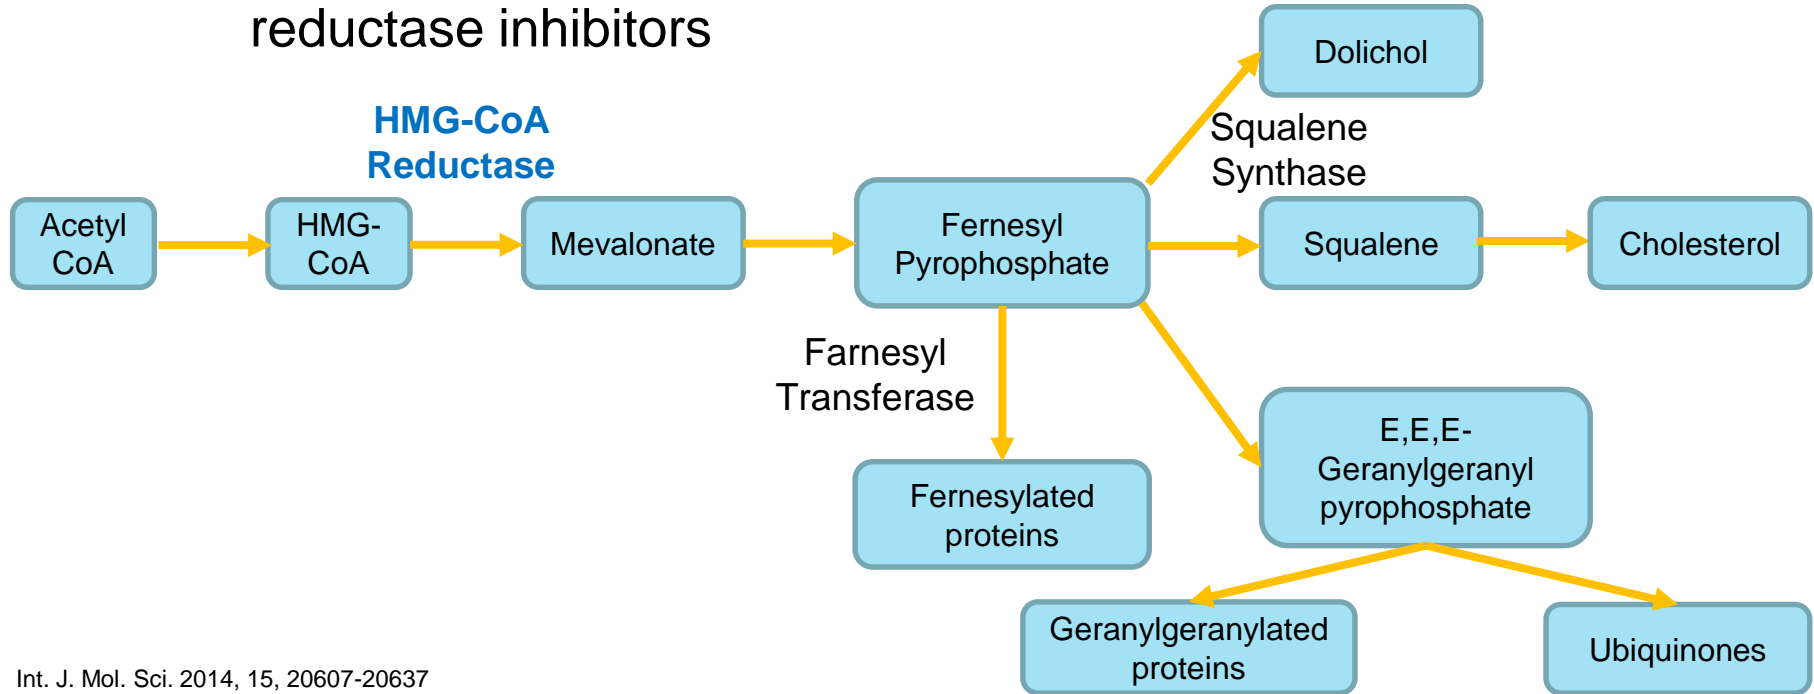 reductase inhibitors
HMG-CoA
Reductase
Acetyl
CoA
HMG-
CoA
Mevalonate
Fernesyl
Pyrophosphate
Dolichol
Squalene
Synthase
Squalene
Cholesterol
Farnesyl
Transferase
Fernesylated
proteins
E,E,E-
Geranylgeranyl
pyrophosphate
Geranylgeranylated
proteins
Ubiquinones
Int. J. Mol. Sci. 2014, 15, 20607-20637